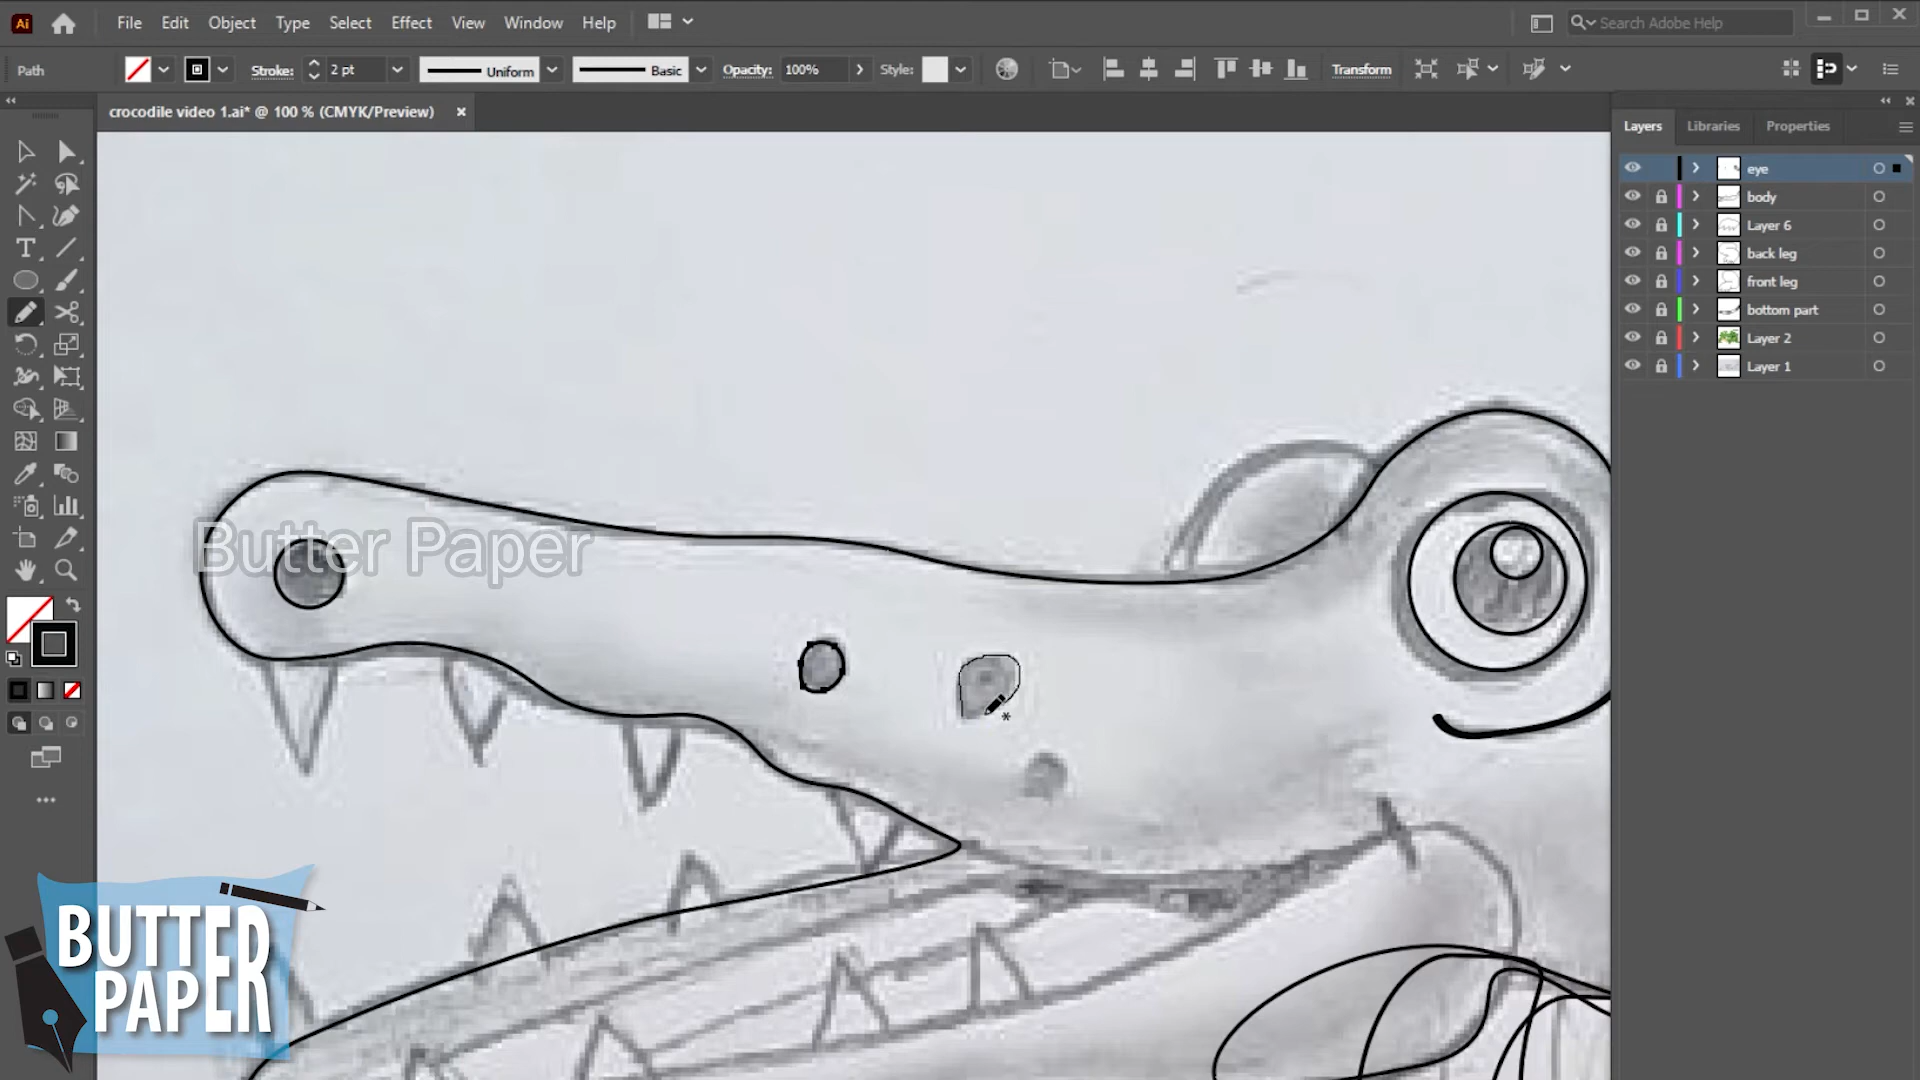 Ai
File Edit Object Type Select Effect View Window Help
Search Adobe Help
Path
Stroke: 2 pt Uniform Basic Opacity: 100% Style: Transform
crocodile video 1.ai* @ 100 % (CMYK/Preview) ×
Layers Libraries Properties
eye
body
Layer 6
back leg
front leg
bottom part
Layer 2
Layer 1
Butter Paper
BUTTER
PAPER